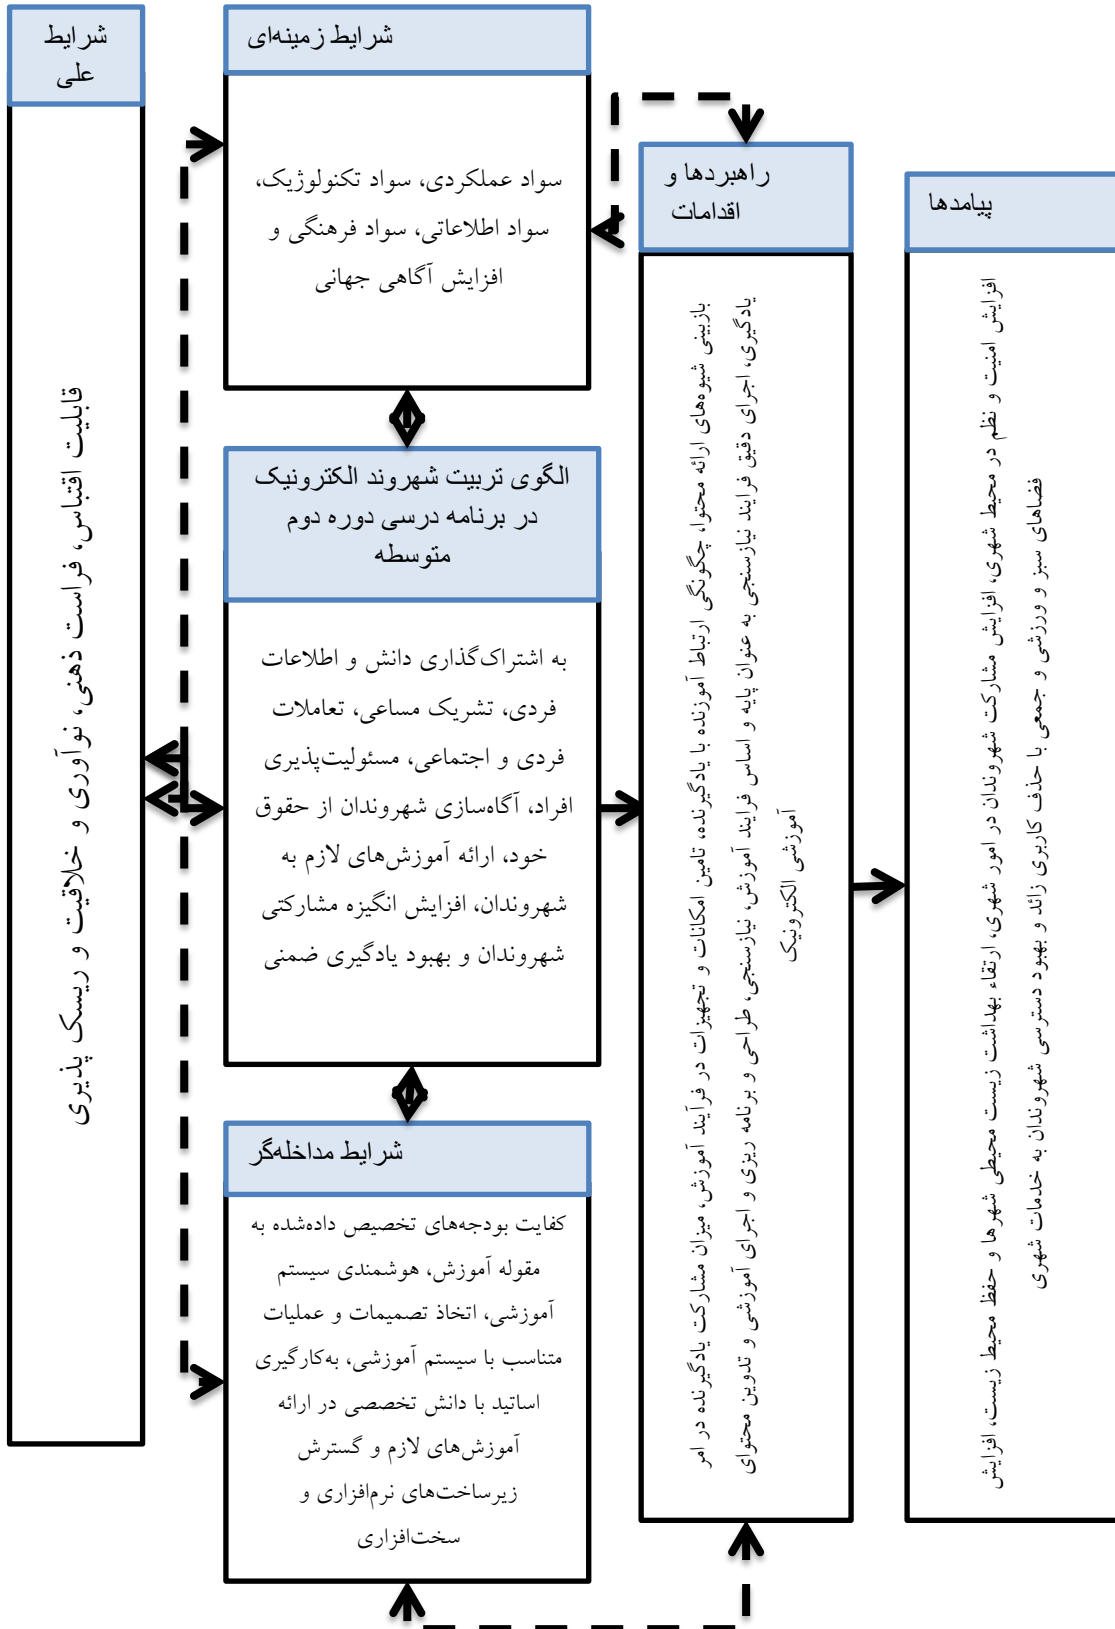 شرایط
علی
قابلیت اقتباس، فراست ذهنی، نوآوری و خلاقیت و ریسک پذیری
شرایط زمینه‌ای
سواد عملکردی، سواد تکنولوژیک،
سواد اطلاعاتی، سواد فرهنگی و
افزایش آگاهی جهانی
الگوی تربیت شهروند الکترونیک
در برنامه درسی دوره دوم
متوسطه
به اشتراک‌گذاری دانش و اطلاعات
فردی، تشریک مساعی، تعاملات
فردی و اجتماعی، مسئولیت‌پذیری
افراد، آگاه‌سازی شهروندان از حقوق
خود، ارائه آموزش‌های لازم به
شهروندان، افزایش انگیزه مشارکتی
شهروندان و بهبود یادگیری ضمنی
شرایط مداخله‌گر
کفایت بودجه‌های تخصیص داده‌شده به
مقوله آموزش، هوشمندی سیستم
آموزشی، اتخاذ تصمیمات و عملیات
متناسب با سیستم آموزشی، به‌کارگیری
اساتید با دانش تخصصی در ارائه
آموزش‌های لازم و گسترش
زیرساخت‌های نرم‌افزاری و
سخت‌افزاری
راهبردها و
اقدامات
بازبینی شیوه‌های ارائه محتوا، چگونگی ارتباط آموزنده با یادگیرنده، تامین امکانات و تجهیزات در فرآیند آموزش، میزان مشارکت یادگیرنده در امر
یادگیری، اجرای دقیق فرایند نیازسنجی به عنوان پایه و اساس فرایند آموزش، نیازسنجی، طراحی و برنامه ریزی و اجرای آموزشی و تدوین محتوای
آموزشی الکترونیک
پیامدها
افزایش امنیت و نظم در محیط شهری، افزایش مشارکت شهروندان در امور شهری، ارتقاء بهداشت زیست محیطی شهرها و حفظ محیط زیست، افزایش
فضاهای سبز و ورزشی و جمعی با حذف کاربری زائد و بهبود دسترسی شهروندان به خدمات شهری